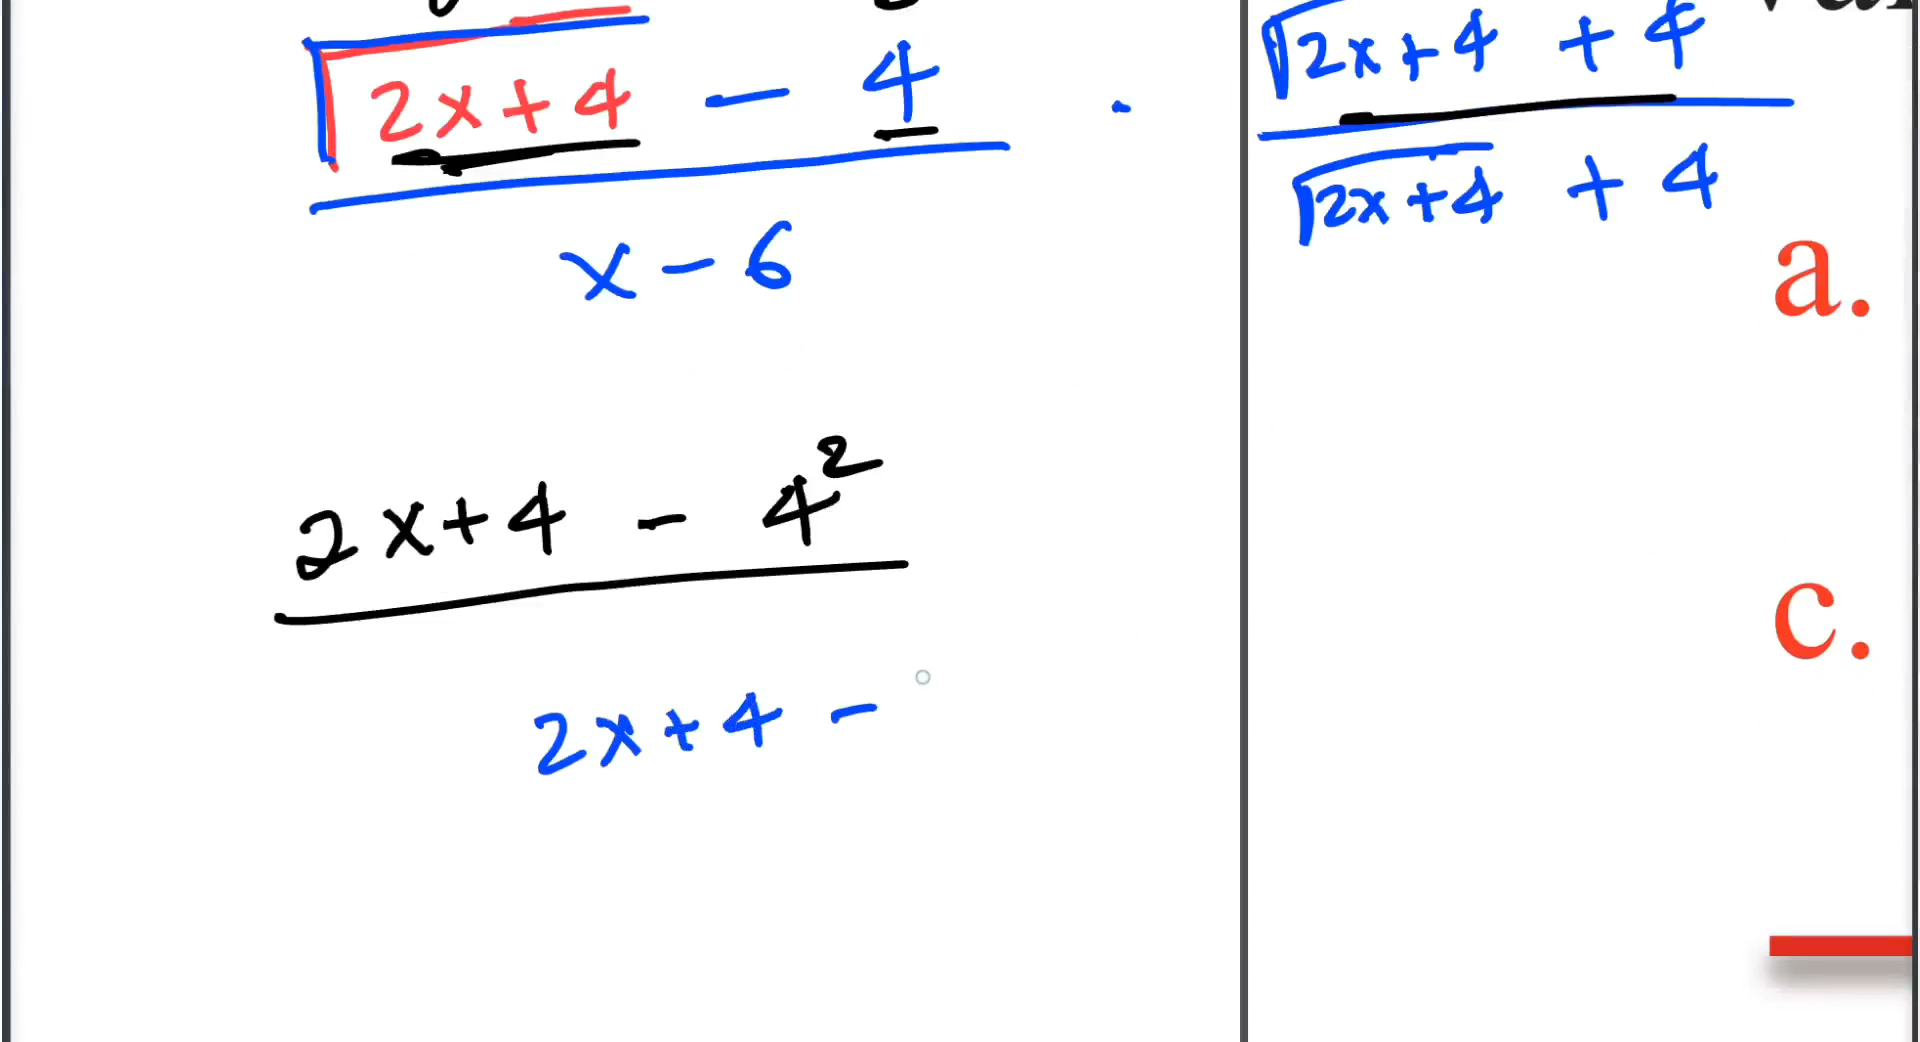 √2x+4 - 4 .
x - 6
2x+4 - 4²
2x+4 -
√2x+4 + 4
√2x+4 + 4
a.
c.